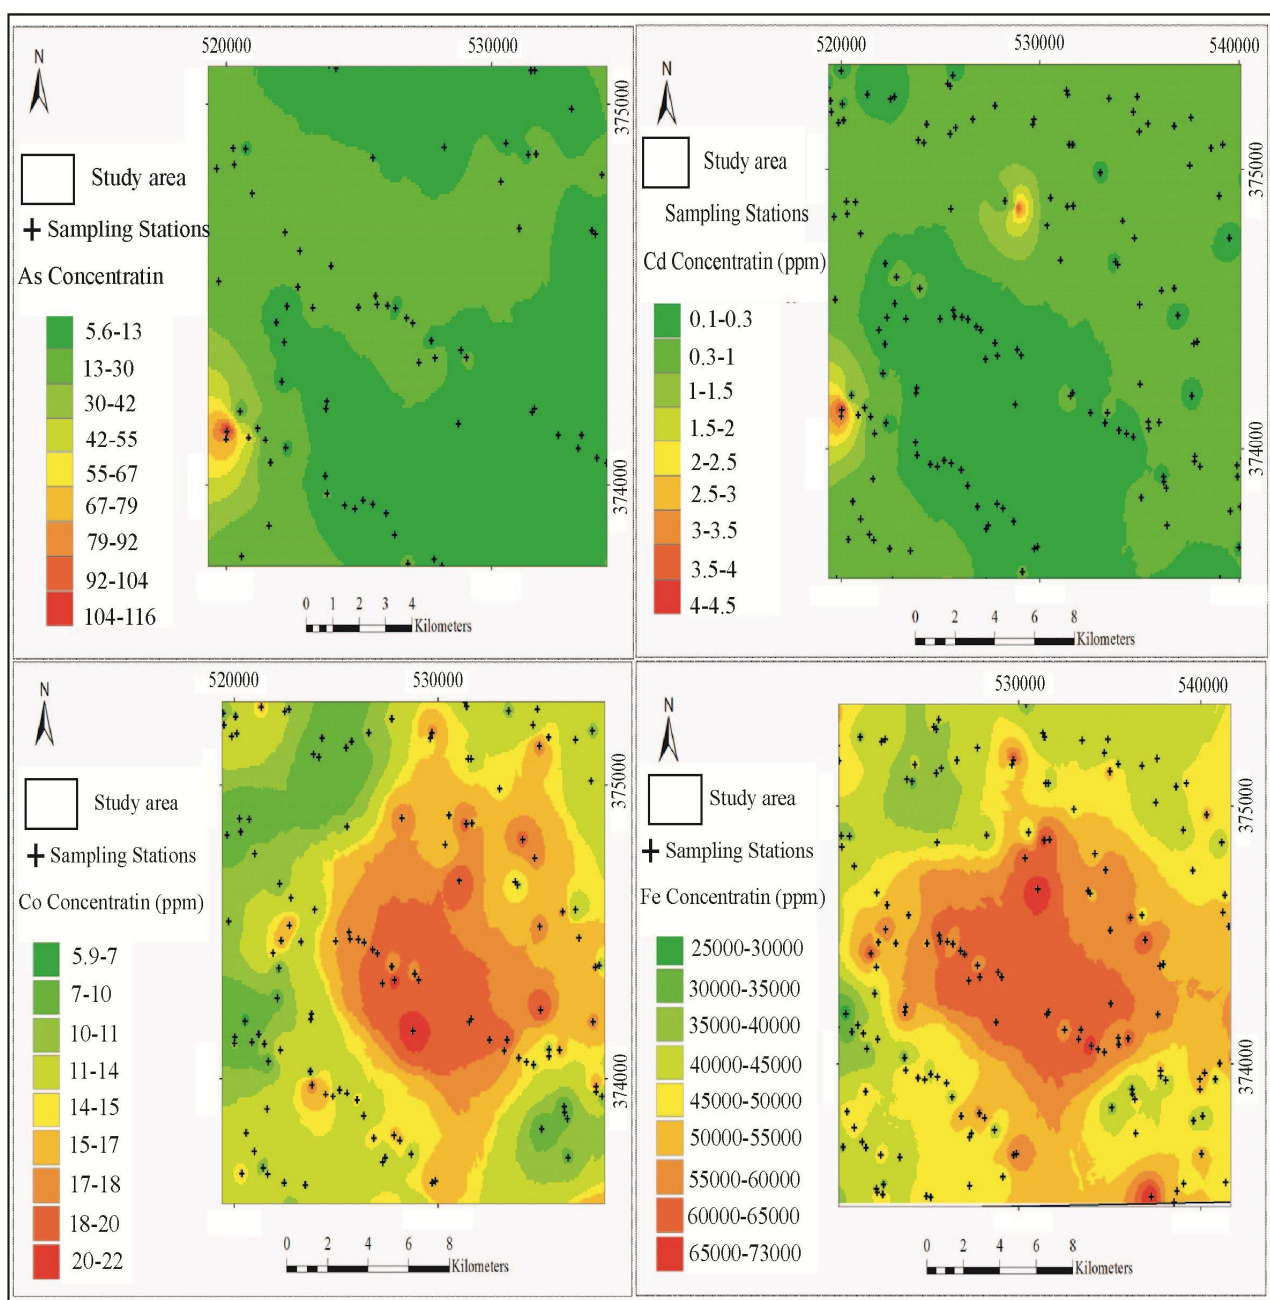 520000 530000
N
375000
Study area
Sampling Stations
As Concentratin
5.6-13
13-30
30-42
42-55
55-67
67-79
79-92
92-104
104-116
374000
0 1 2 3 4
Kilometers
520000 530000 540000
N
375000
Study area
Sampling Stations
Cd Concentratin (ppm)
0.1-0.3
0.3-1
1-1.5
1.5-2
2-2.5
2.5-3
3-3.5
3.5-4
4-4.5
374000
0 2 4 6 8
Kilometers
520000 530000
N
375000
Study area
Sampling Stations
Co Concentratin (ppm)
5.9-7
7-10
10-11
11-14
14-15
15-17
17-18
18-20
20-22
374000
0 2 4 6 8
Kilometers
530000 540000
N
375000
Study area
Sampling Stations
Fe Concentratin (ppm)
25000-30000
30000-35000
35000-40000
40000-45000
45000-50000
50000-55000
55000-60000
60000-65000
65000-73000
374000
0 2 4 6 8
Kilometers